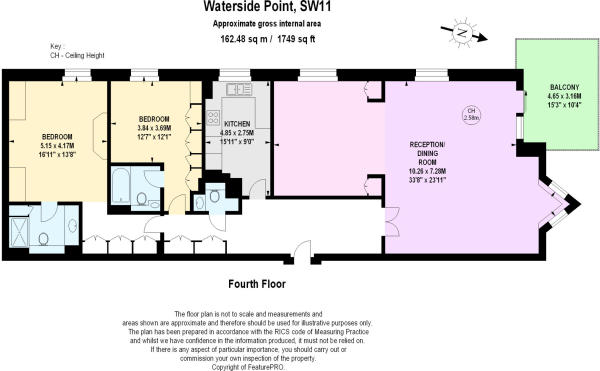 Waterside Point, SW11
Approximate gross internal area
162.48 sq m / 1749 sq ft
Key :
CH - Ceiling Height
N
BALCONY
4.65 x 3.16M
15'3" x 10'4"
CH
2.58m
BEDROOM
5.15 x 4.17M
16'11" x 13'8"
BEDROOM
3.84 x 3.69M
12'7" x 12'1"
KITCHEN
4.85 x 2.75M
15'11" x 9'0"
RECEPTION/
DINING
ROOM
10.26 x 7.28M
33'8" x 23'11"
Fourth Floor
The floor plan is not to scale and measurements and
areas shown are approximate and therefore should be used for illustrative purposes only.
The plan has been prepared in accordance with the RICS code of Measuring Practice
and whilst we have confidence in the information produced, it must not be relied on.
If there is any aspect of particular importance, you should carry out or
commission your own inspection of the property.
Copyright of FeaturePRO.